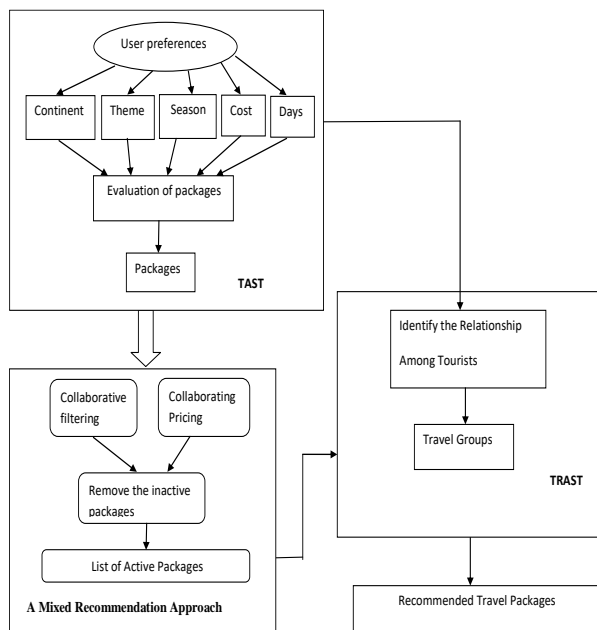 User preferences
Continent
Theme
Season
Cost
Days
Evaluation of packages
Packages
TAST
Identify the Relationship
Among Tourists
Travel Groups
TRAST
Collaborative
filtering
Collaborating
Pricing
Remove the inactive
packages
List of Active Packages
A Mixed Recommendation Approach
Recommended Travel Packages